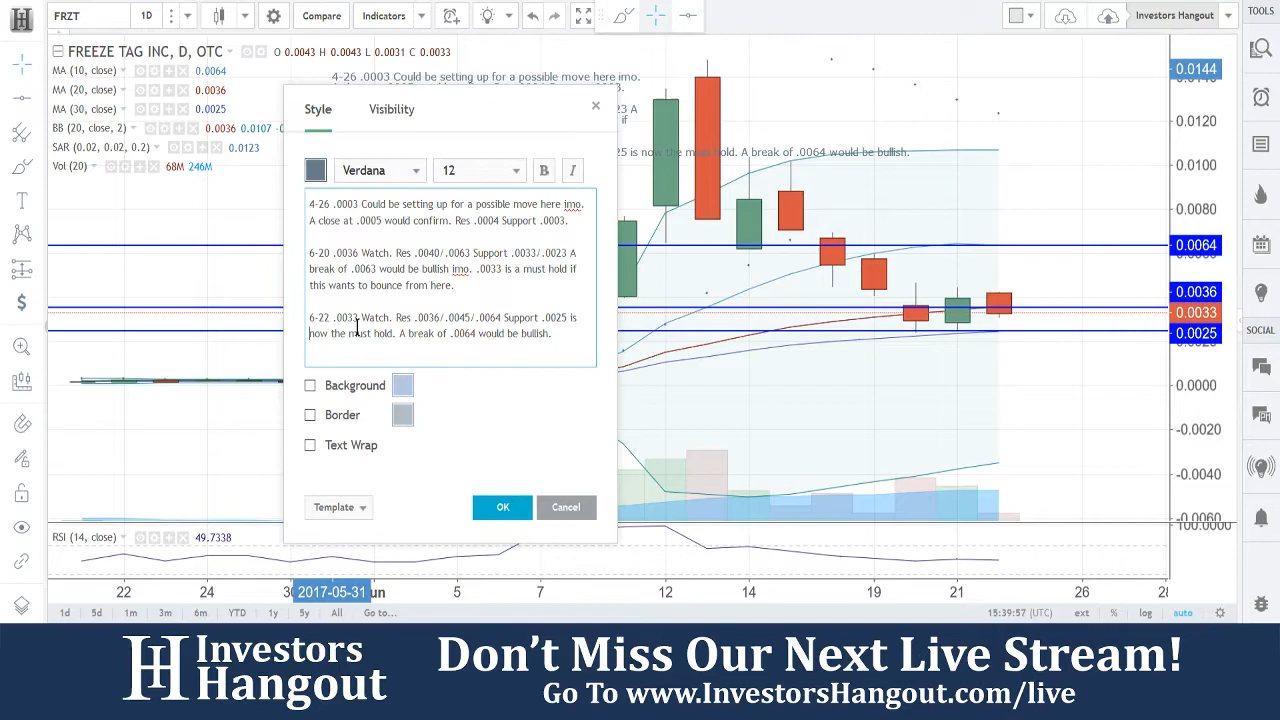 FRZT
1D
Compare
Indicators
Investors Hangout
TOOLS
FREEZE TAG INC, D, OTC
O 0.0043 H 0.0043 L 0.0031 C 0.0033
MA (10, close) 0.0064
MA (20, close) 0.0036
MA (30, close) 0.0025
BB (20, close, 2) 0.0036 0.0107
SAR (0.02, 0.02, 0.2) 0.0123
Vol (20) 68M 246M
4-26 .0003 Could be setting up for a possible move here imo.
if
25 is now the must hold. A break of .0064 would be bullish.
Style
Visibility
×
Verdana
12
B
I
4-26 .0003 Could be setting up for a possible move here imo.
A close at .0005 would confirm. Res .0004 Support .0003.
6-20 .0036 Watch. Res .0040/.0063 Support .0033/.0023 A
break of .0063 would be bullish imo. .0033 is a must hold if
this wants to bounce from here.
6-22 .0033 Watch. Res .0036/.0045/.0064 Support .0025 is
now the must hold. A break of .0064 would be bullish.
Background
Border
Text Wrap
Template
OK
Cancel
0.0144
0.0120
0.0100
0.0080
0.0064
0.0036
0.0033
0.0025
0.0000
-0.0020
-0.0040
-0.0060
100.0000
SOCIAL
RSI (14, close) 49.7338
22
24
2017-05-31
un
5
7
12
14
19
21
26
28
1d
5d
1m
3m
6m
YTD
1y
5y
All
Go to...
15:39:57 (UTC)
ext
%
log
auto
Investors
Hangout
Don't Miss Our Next Live Stream!
Go To www.InvestorsHangout.com/live